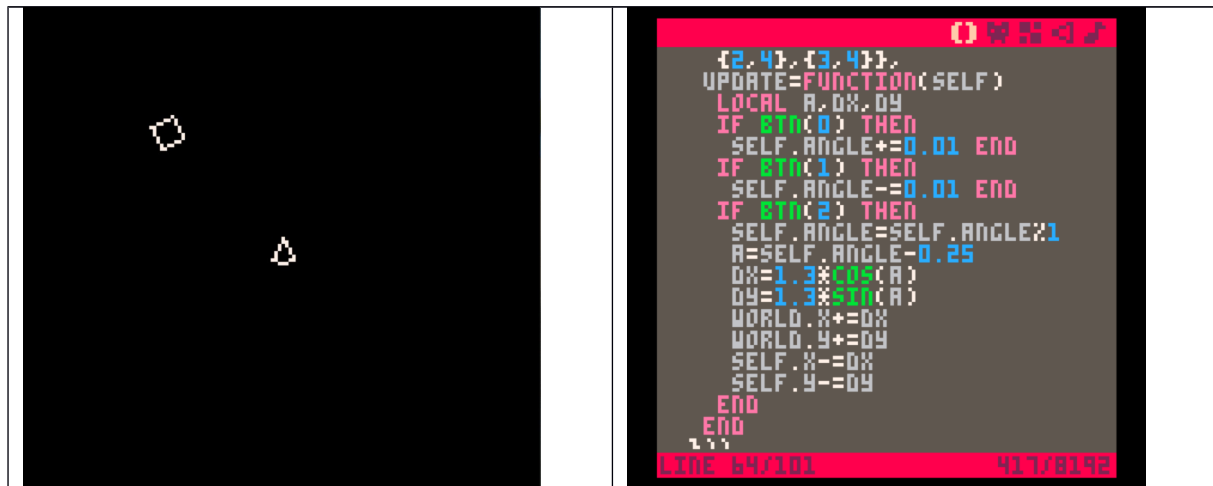 {2,4},{3,4}},
UPDATE=FUNCTION(SELF)
LOCAL A,DX,DY
IF BTN(0) THEN
SELF.ANGLE+=0.01 END
IF BTN(1) THEN
SELF.ANGLE-=0.01 END
IF BTN(2) THEN
SELF.ANGLE=SELF.ANGLE%1
A=SELF.ANGLE-0.25
DX=1.3*COS(A)
DY=1.3*SIN(A)
WORLD.X+=DX
WORLD.Y+=DY
SELF.X-=DX
SELF.Y-=DY
END
END
LINE 64/101 417/8192